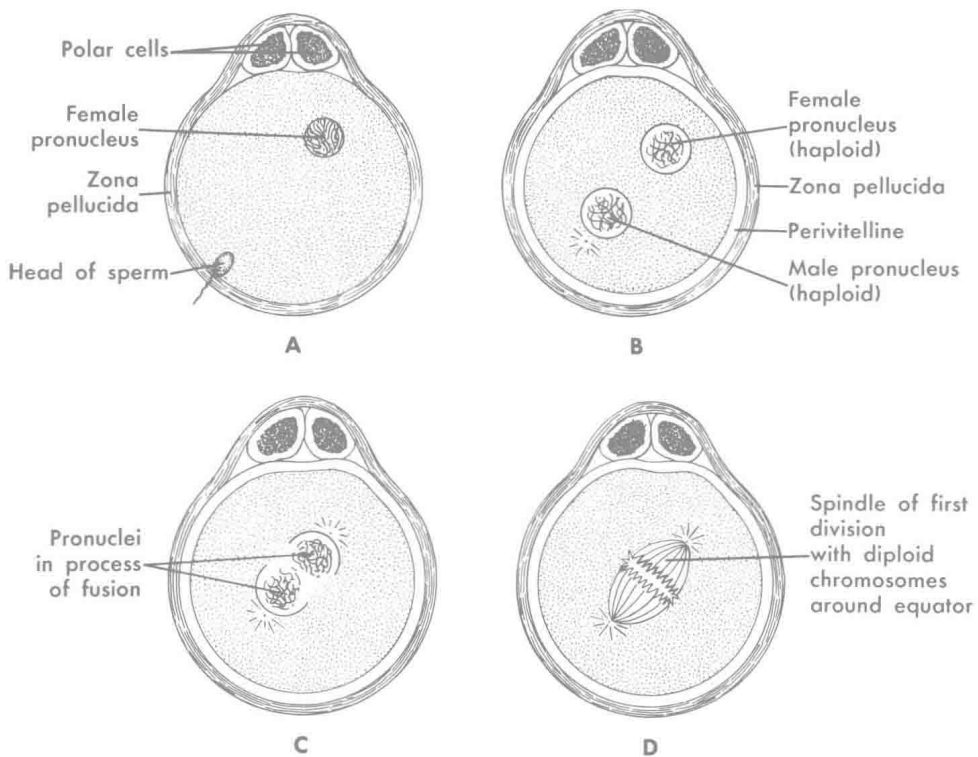 Polar cells
Female
pronucleus
Zona
pellucida
Head of sperm
A
Female
pronucleus
(haploid)
Zona pellucida
Perivitelline
Male pronucleus
(haploid)
B
Pronuclei
in process
of fusion
C
Spindle of first
division
with diploid
chromosomes
around equator
D